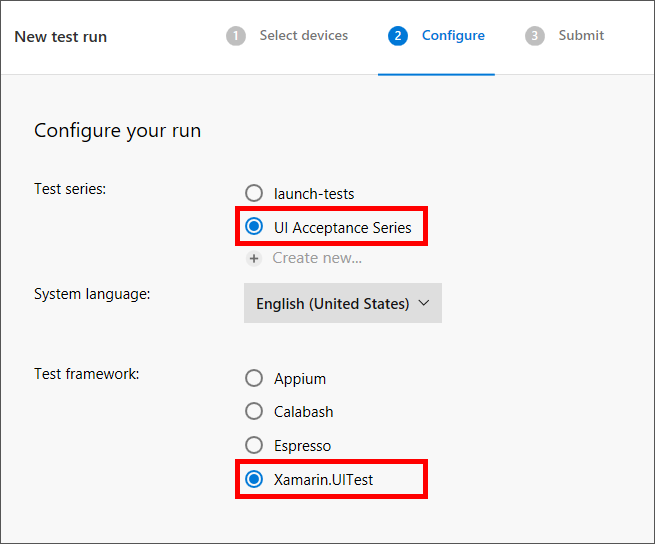 New test run
1 Select devices
2 Configure
3 Submit
Configure your run
Test series:
launch-tests
UI Acceptance Series
+ Create new...
System language:
English (United States)
Test framework:
Appium
Calabash
Espresso
Xamarin.UITest